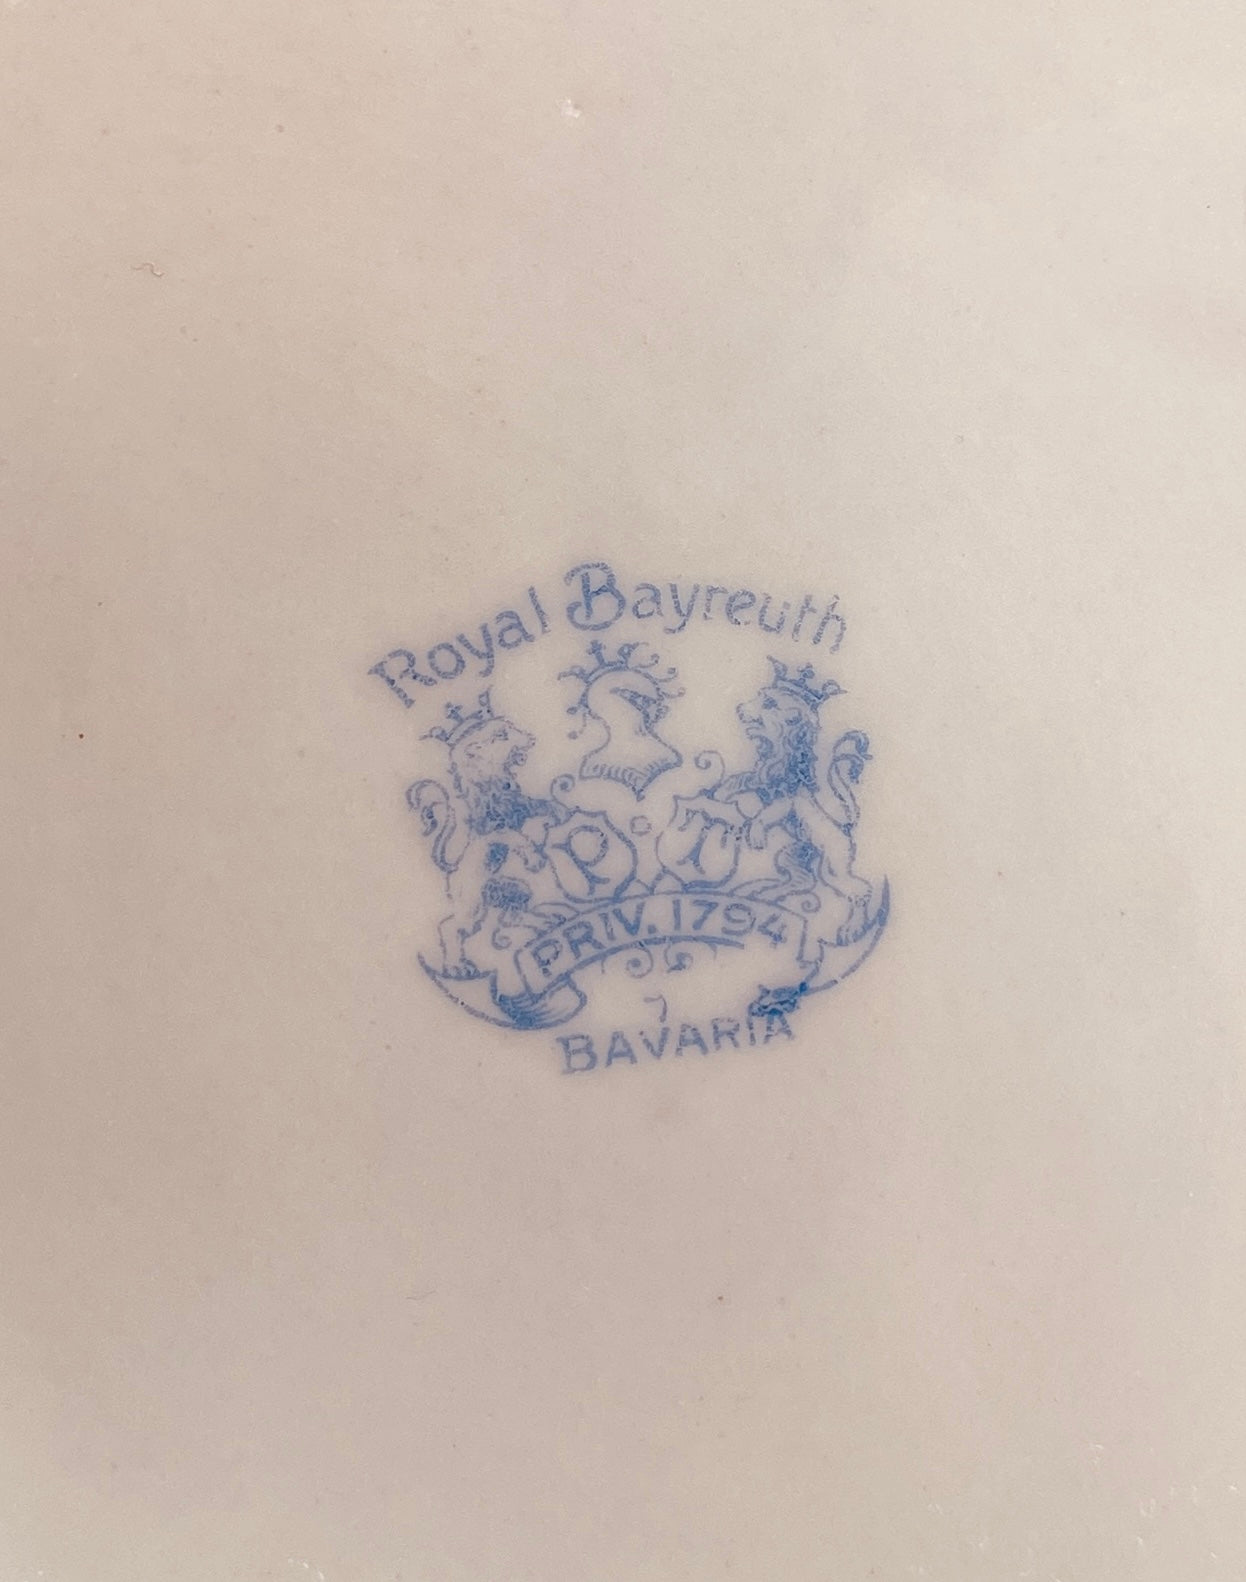 Royal Bayreuth
P T
PRIV. 1794
BAVARIA